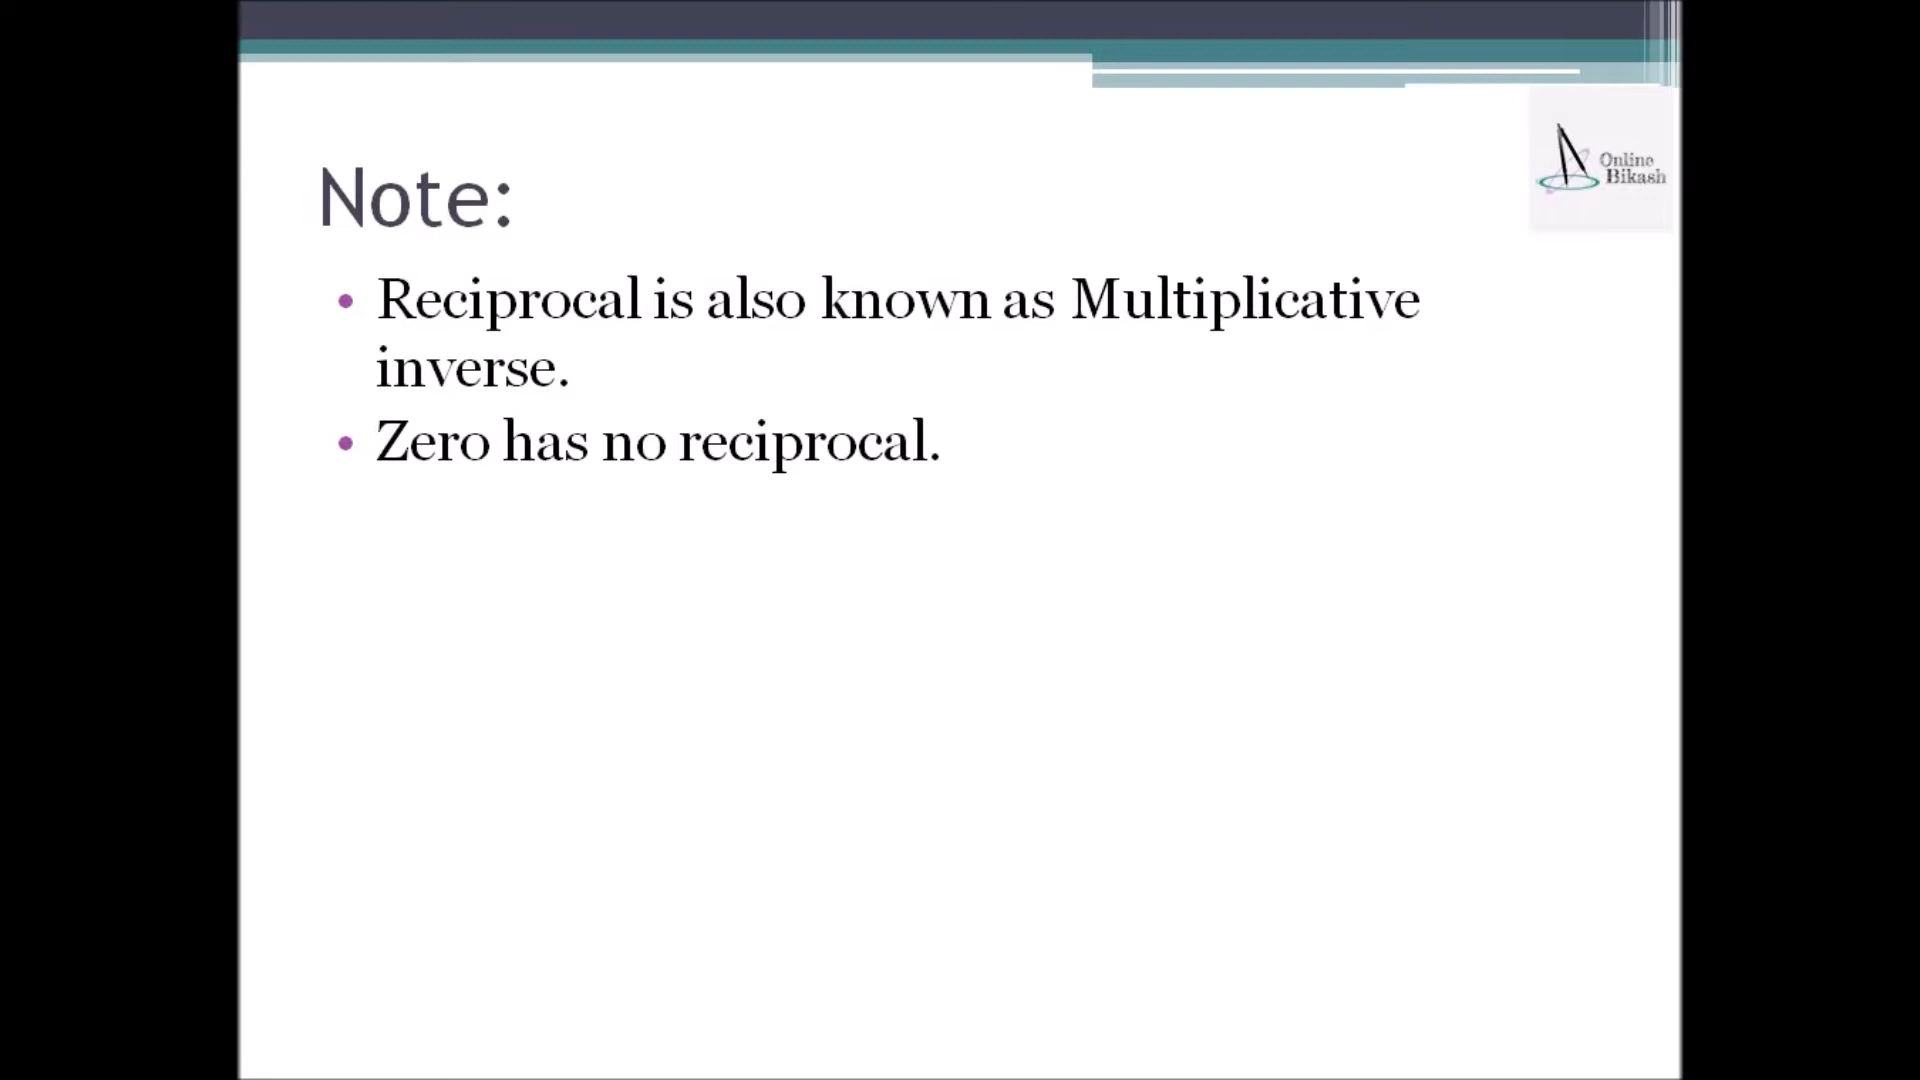 Online
Bikash
Note:
• Reciprocal is also known as Multiplicative
inverse.
• Zero has no reciprocal.